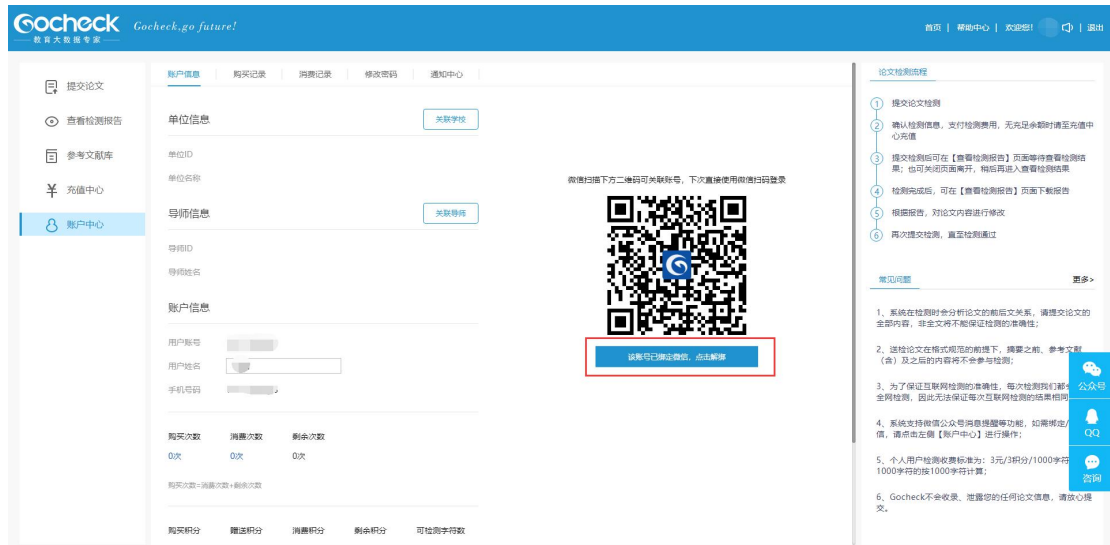 Gocheck
教育大数据专家
Gocheck,go future!
首页 | 帮助中心 | 欢迎您! | 退出
提交论文
查看检测报告
参考文献库
充值中心
账户中心
账户信息 购买记录 消费记录 修改密码 通知中心
单位信息 关联学校
单位ID
单位名称
导师信息 关联导师
导师ID
导师姓名
账户信息
用户账号
用户姓名
手机号码
购买次数 消费次数 剩余次数
0次 0次 0次
购买次数=消费次数+剩余次数
购买积分 赠送积分 消费积分 剩余积分 可检测字符数
微信扫描下方二维码可关联账号，下次直接使用微信扫码登录
该账号已绑定微信，点击解绑
论文检测流程
1 提交论文检测
2 确认检测信息，支付检测费用，无充足余额时请至充值中
心充值
3 提交检测后可在【查看检测报告】页面等待查看检测结
果；也可关闭页面离开，稍后再进入查看检测结果
4 检测完成后，可在【查看检测报告】页面下载报告
5 根据报告，对论文内容进行修改
6 再次提交检测，直至检测通过
常见问题 更多>
1、系统在检测时会分析论文的前后文关系，请提交论文的
全部内容，非全文将不能保证检测的准确性；
2、送检论文在格式规范的前提下，摘要之前、参考文献
（含）及之后的内容将不会参与检测；
3、为了保证互联网检测的准确性，每次检测我们都
全网检测，因此无法保证每次互联网检测的结果相同
4、系统支持微信公众号消息提醒等功能，如需绑定/
信，请点击左侧【账户中心】进行操作；
5、个人用户检测收费标准为：3元/3积分/1000字符
1000字符的按1000字符计算；
6、Gocheck不会收录、泄露您的任何论文信息，请放心提
交。
公众号
QQ
咨询